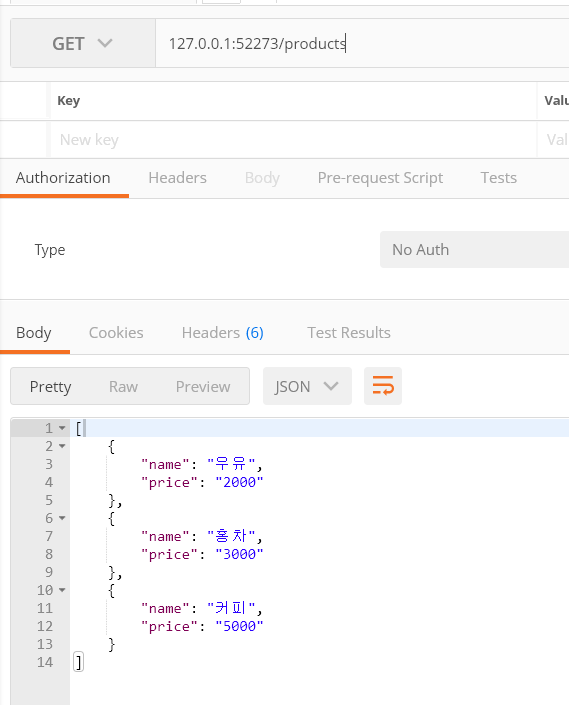 GET 127.0.0.1:52273/products
Key Valu
New key Val
Authorization Headers Body Pre-request Script Tests
Type No Auth
Body Cookies Headers (6) Test Results
Pretty Raw Preview JSON
1 [
2 {
3 "name": "우유",
4 "price": "2000"
5 },
6 {
7 "name": "홍차",
8 "price": "3000"
9 },
10 {
11 "name": "커피",
12 "price": "5000"
13 }
14 ]